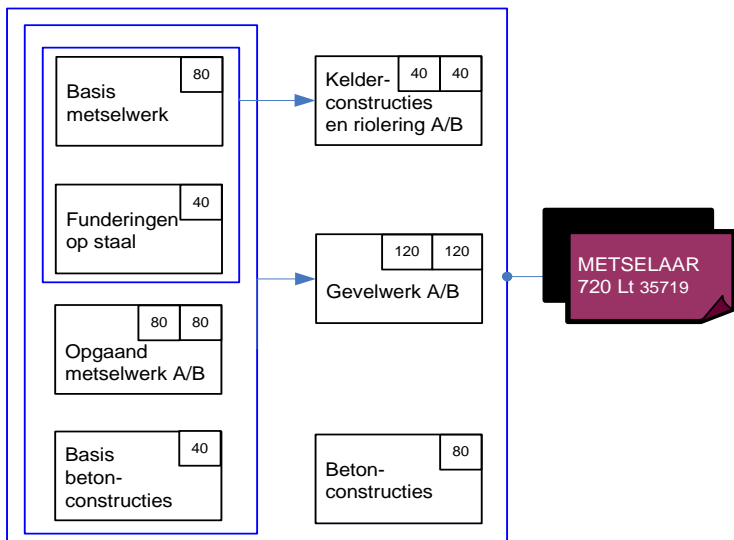 80
Basis
metselwerk
40 40
Kelder-
constructies
en riolering A/B
40
Funderingen
op staal
120 120
Gevelwerk A/B
METSELAAR
720 Lt 35719
80 80
Opgaand
metselwerk A/B
40
Basis
beton-
constructies
80
Beton-
constructies